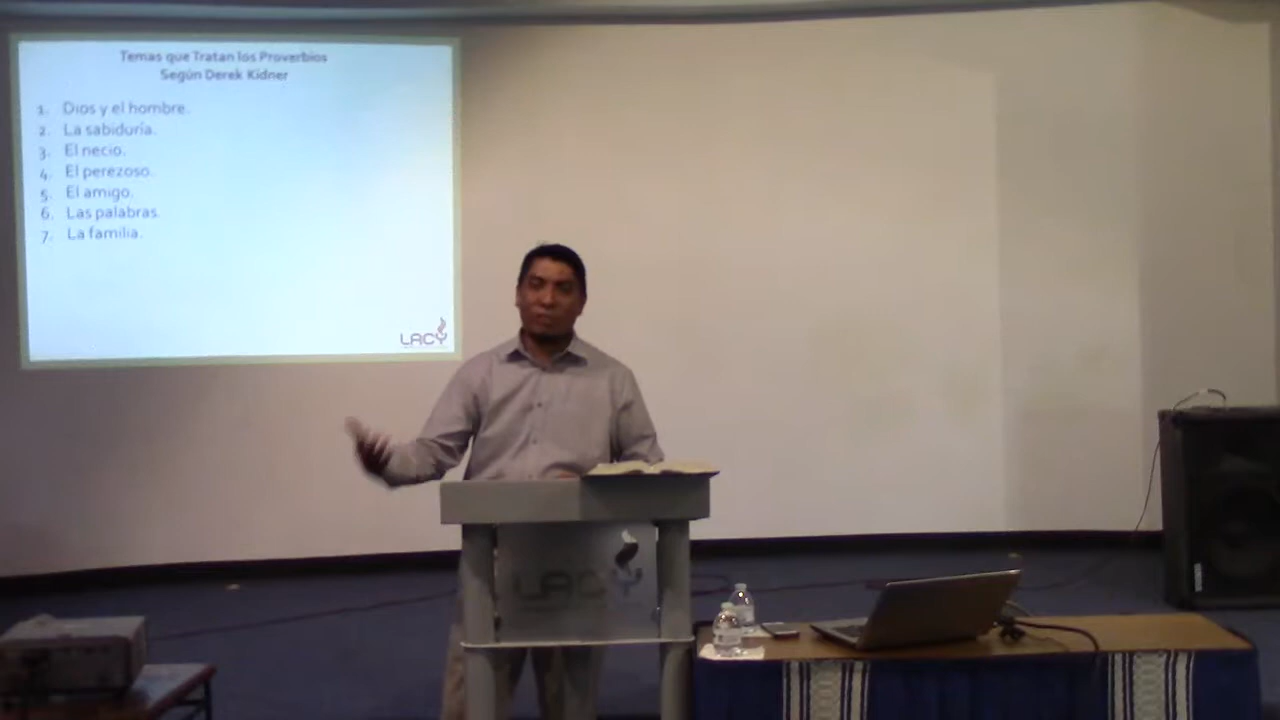 Temas que Tratan los Proverbios
Según Derek Kidner
1. Dios y el hombre.
2. La sabiduría.
3. El necio.
4. El perezoso.
5. El amigo.
6. Las palabras.
7. La familia.
LACY
LACY